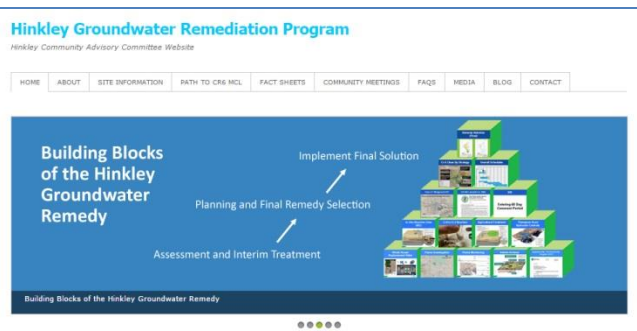 Hinkley Groundwater Remediation Program
Hinkley Community Advisory Committee Website
HOME ABOUT SITE INFORMATION PATH TO CR6 MCL FACT SHEETS COMMUNITY MEETINGS FAQS MEDIA BLOG CONTACT
Building Blocks
of the Hinkley
Groundwater
Remedy
Implement Final Solution
Planning and Final Remedy Selection
Assessment and Interim Treatment
Building Blocks of the Hinkley Groundwater Remedy